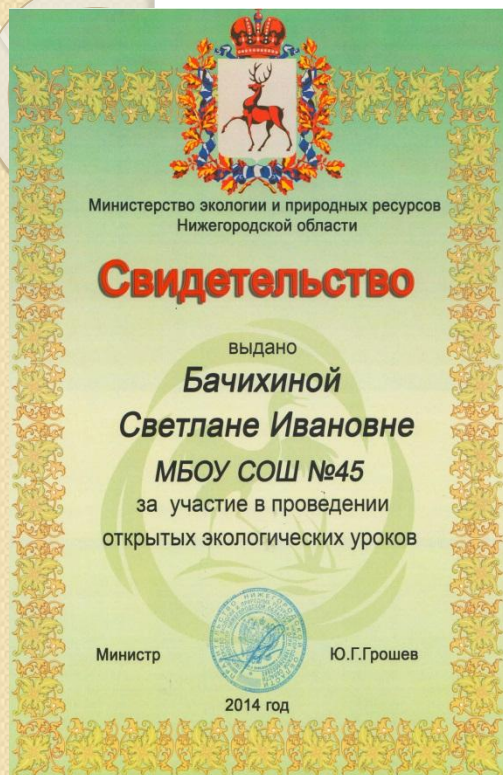 Министерство экологии и природных ресурсов
Нижегородской области
Свидетельство
выдано
Бачихиной
Светлане Ивановне
МБОУ СОШ №45
за участие в проведении
открытых экологических уроков
Министр
Ю.Г.Грошев
2014 год